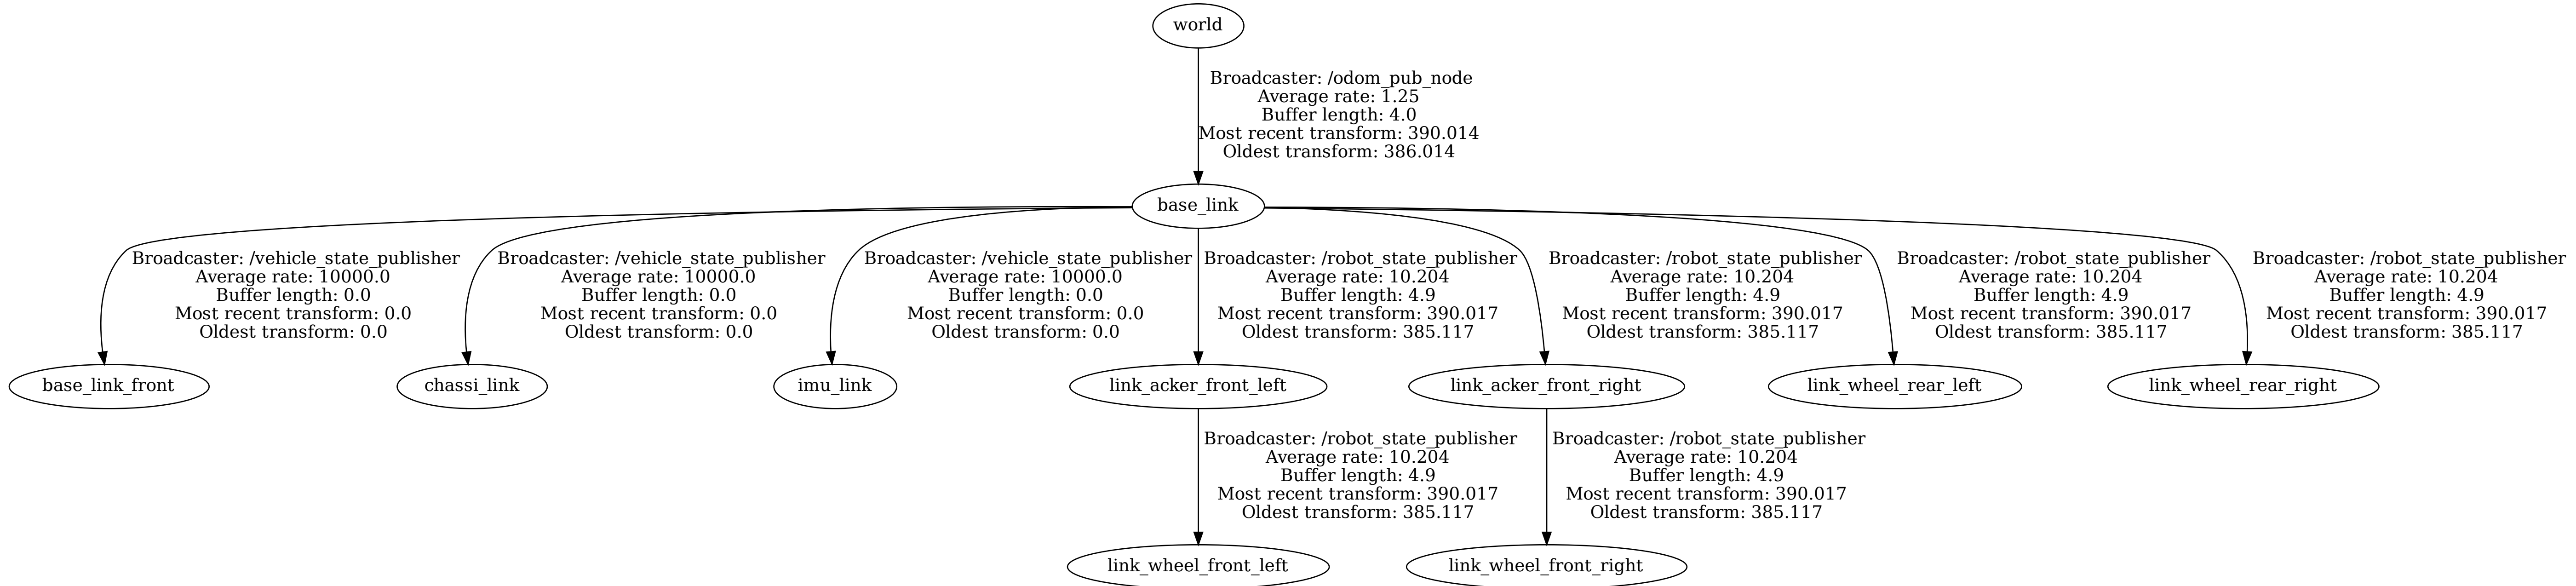 world
Broadcaster: /odom_pub_node
Average rate: 1.25
Buffer length: 4.0
Most recent transform: 390.014
Oldest transform: 386.014
base_link
Broadcaster: /vehicle_state_publisher
Average rate: 10000.0
Buffer length: 0.0
Most recent transform: 0.0
Oldest transform: 0.0
Broadcaster: /vehicle_state_publisher
Average rate: 10000.0
Buffer length: 0.0
Most recent transform: 0.0
Oldest transform: 0.0
Broadcaster: /vehicle_state_publisher
Average rate: 10000.0
Buffer length: 0.0
Most recent transform: 0.0
Oldest transform: 0.0
Broadcaster: /robot_state_publisher
Average rate: 10.204
Buffer length: 4.9
Most recent transform: 390.017
Oldest transform: 385.117
Broadcaster: /robot_state_publisher
Average rate: 10.204
Buffer length: 4.9
Most recent transform: 390.017
Oldest transform: 385.117
Broadcaster: /robot_state_publisher
Average rate: 10.204
Buffer length: 4.9
Most recent transform: 390.017
Oldest transform: 385.117
Broadcaster: /robot_state_publisher
Average rate: 10.204
Buffer length: 4.9
Most recent transform: 390.017
Oldest transform: 385.117
base_link_front
chassi_link
imu_link
link_acker_front_left
link_acker_front_right
link_wheel_rear_left
link_wheel_rear_right
Broadcaster: /robot_state_publisher
Average rate: 10.204
Buffer length: 4.9
Most recent transform: 390.017
Oldest transform: 385.117
Broadcaster: /robot_state_publisher
Average rate: 10.204
Buffer length: 4.9
Most recent transform: 390.017
Oldest transform: 385.117
link_wheel_front_left
link_wheel_front_right